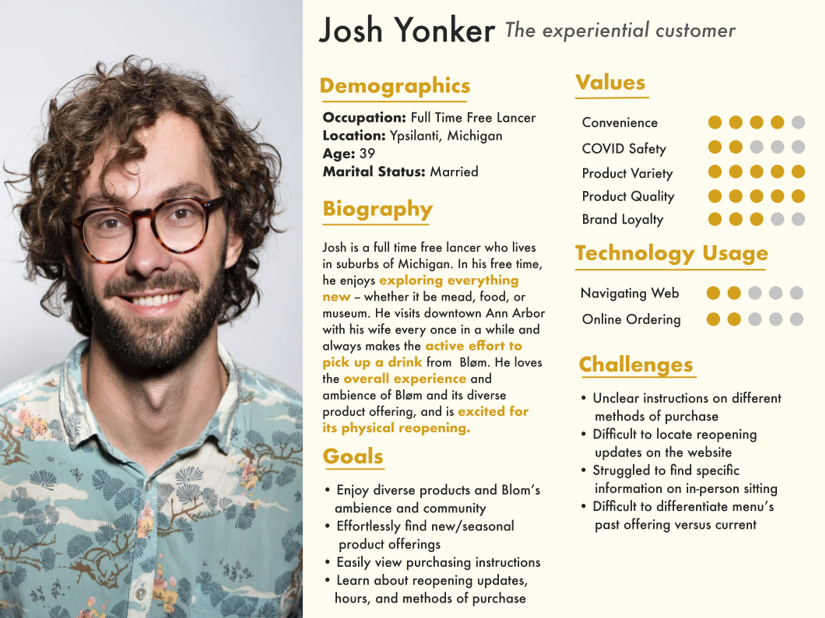 Josh Yonker The experiential customer
Demographics
Occupation: Full Time Free Lancer
Location: Ypsilanti, Michigan
Age: 39
Marital Status: Married
Biography
Josh is a full time free lancer who lives
in suburbs of Michigan. In his free time,
he enjoys exploring everything
new – whether it be mead, food, or
museum. He visits downtown Ann Arbor
with his wife every once in a while and
always makes the active effort to
pick up a drink from Bløm. He loves
the overall experience and
ambience of Bløm and its diverse
product offering, and is excited for
its physical reopening.
Goals
• Enjoy diverse products and Blom's
ambience and community
• Effortlessly find new/seasonal
product offerings
• Easily view purchasing instructions
• Learn about reopening updates,
hours, and methods of purchase
Values
Convenience
COVID Safety
Product Variety
Product Quality
Brand Loyalty
Technology Usage
Navigating Web
Online Ordering
Challenges
• Unclear instructions on different
methods of purchase
• Difficult to locate reopening
updates on the website
• Struggled to find specific
information on in-person sitting
• Difficult to differentiate menu's
past offering versus current